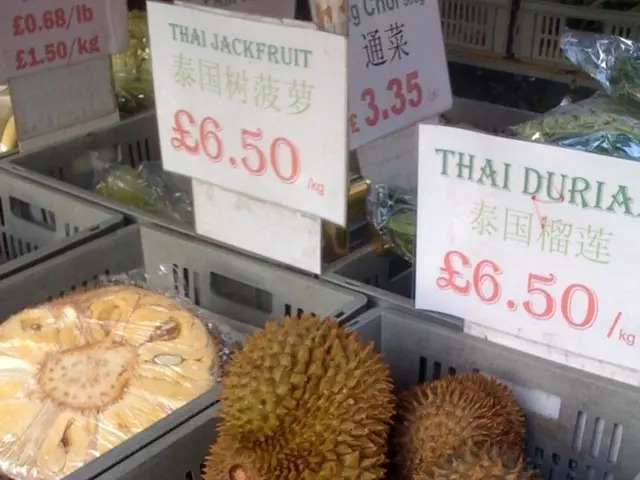 £0.68/lb
£1.50/kg
THAI JACKFRUIT
泰国树菠萝
£6.50 /kg
通菜
£3.35
THAI DURIA
泰国榴莲
£6.50/kg